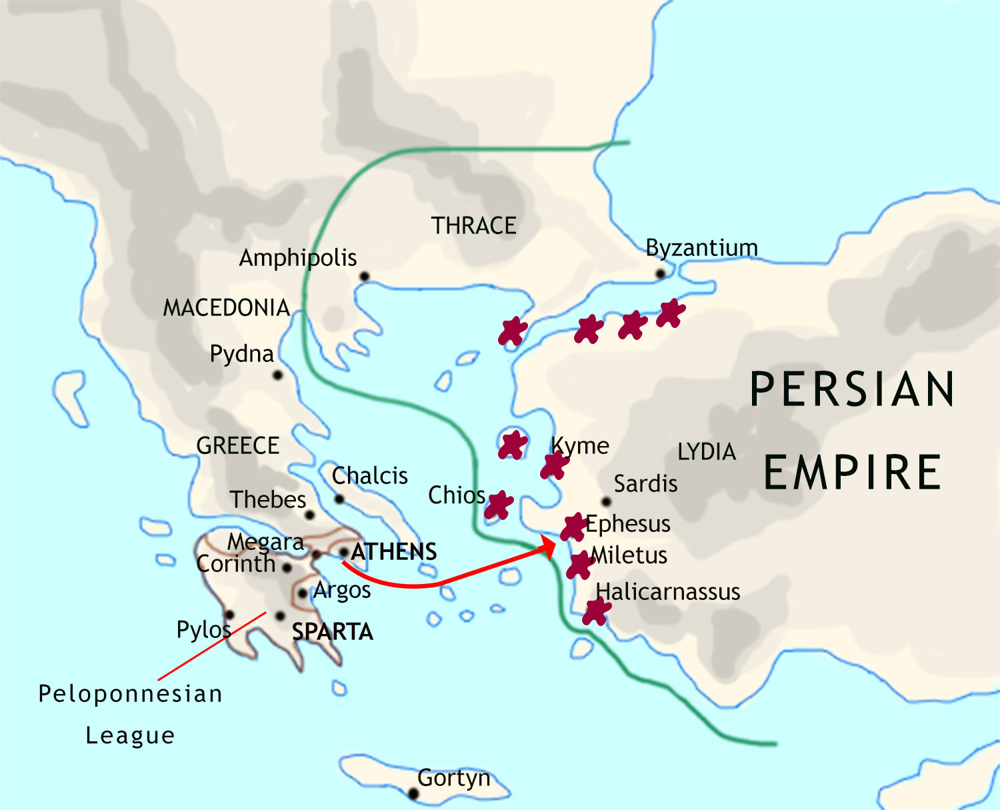 THRACE
Byzantium
Amphipolis
MACEDONIA
Pydna
PERSIAN
EMPIRE
GREECE
Kyme
LYDIA
Chalcis
Sardis
Thebes
Chios
Ephesus
Megara
ATHENS
Miletus
Corinth
Argos
Halicarnassus
Pylos
SPARTA
Peloponnesian
League
Gortyn